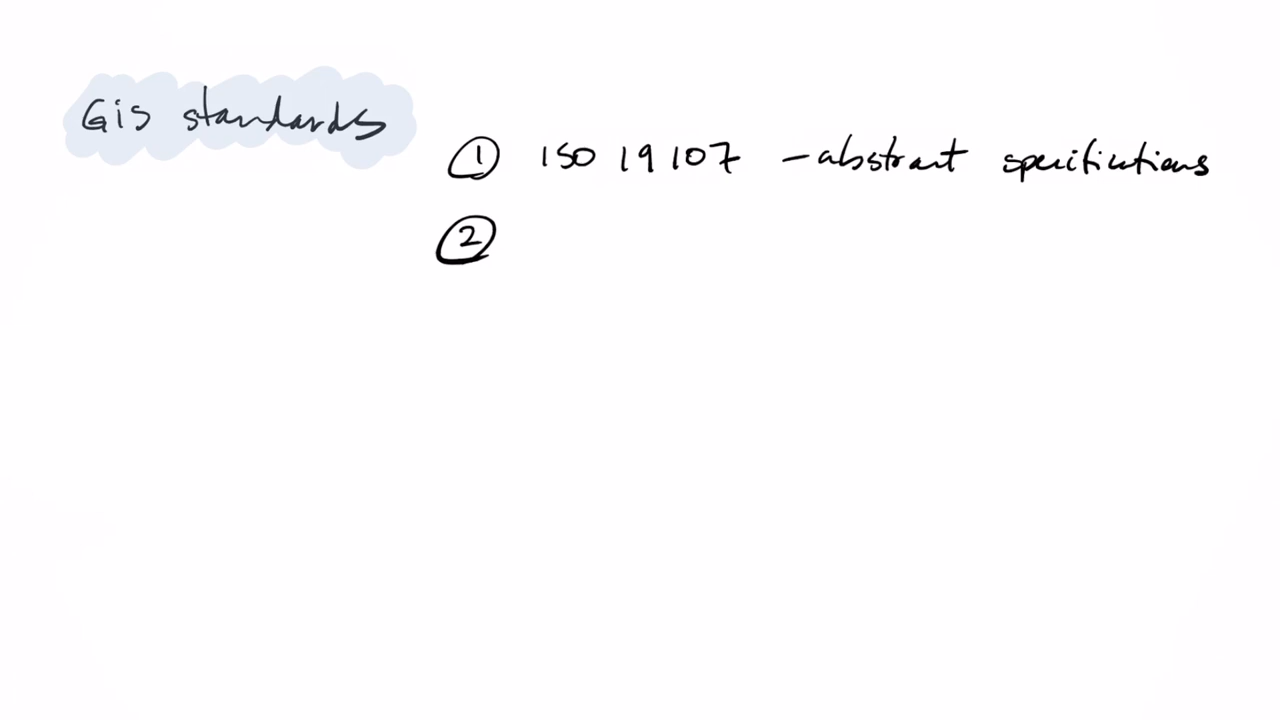 GiS standards
① ISO 19107 - abstract specifications
②